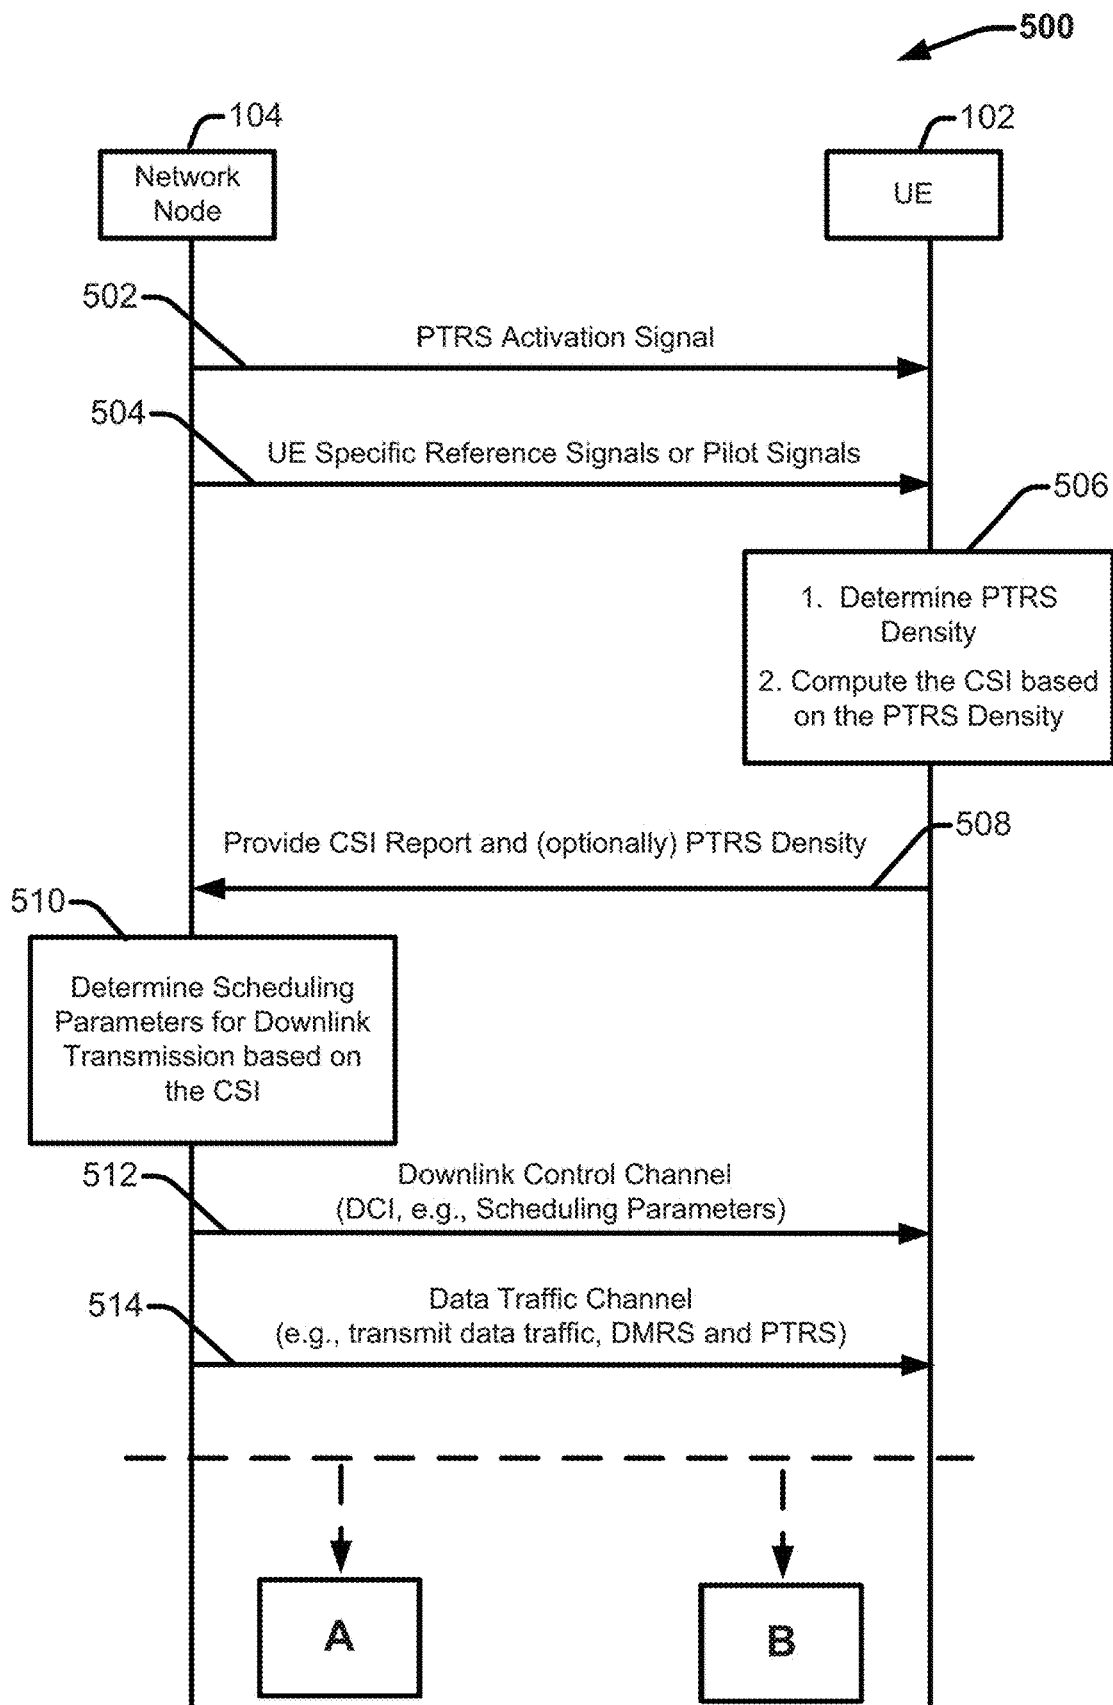 500
104
102
Network
Node
UE
502
PTRS Activation Signal
504
UE Specific Reference Signals or Pilot Signals
506
1. Determine PTRS
Density
2. Compute the CSI based
on the PTRS Density
508
Provide CSI Report and (optionally) PTRS Density
510
Determine Scheduling
Parameters for Downlink
Transmission based on
the CSI
512
Downlink Control Channel
(DCI, e.g., Scheduling Parameters)
514
Data Traffic Channel
(e.g., transmit data traffic, DMRS and PTRS)
A
B